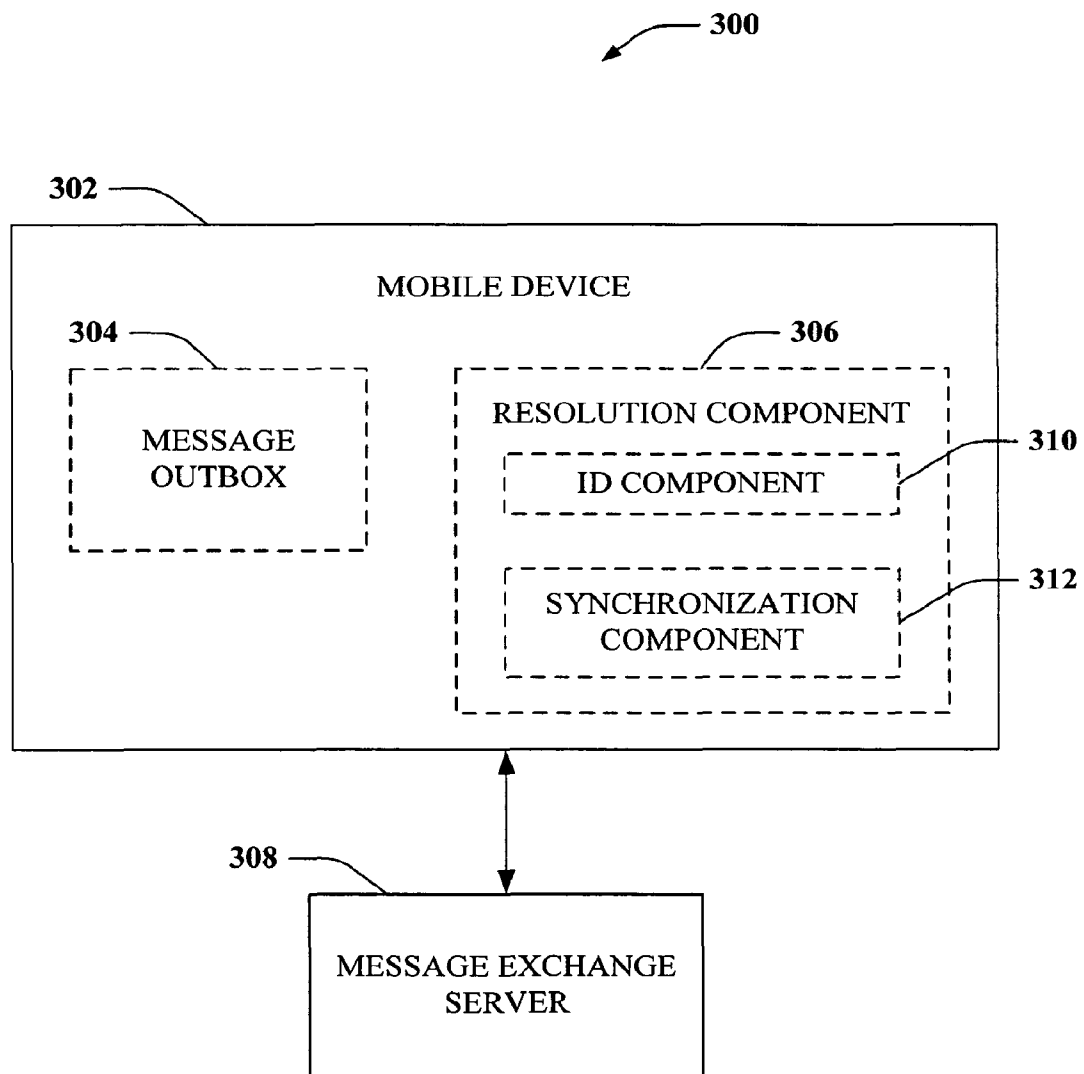 300
302
MOBILE DEVICE
304
306
MESSAGE
OUTBOX
RESOLUTION COMPONENT
310
ID COMPONENT
312
SYNCHRONIZATION
COMPONENT
308
MESSAGE EXCHANGE
SERVER